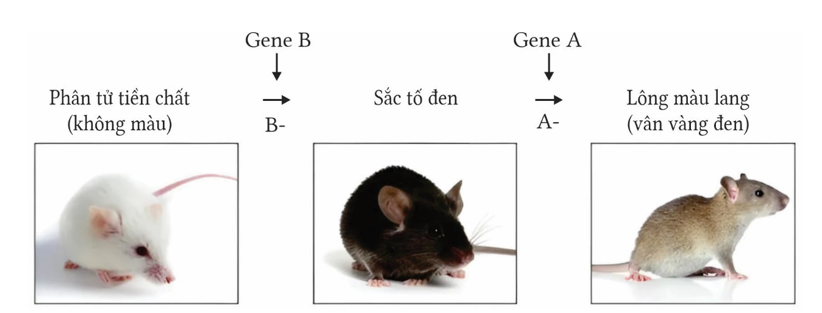 Gene B
Gene A
Phân tử tiền chất
(không màu)
B-
Sắc tố đen
A-
Lông màu lang
(vân vàng đen)